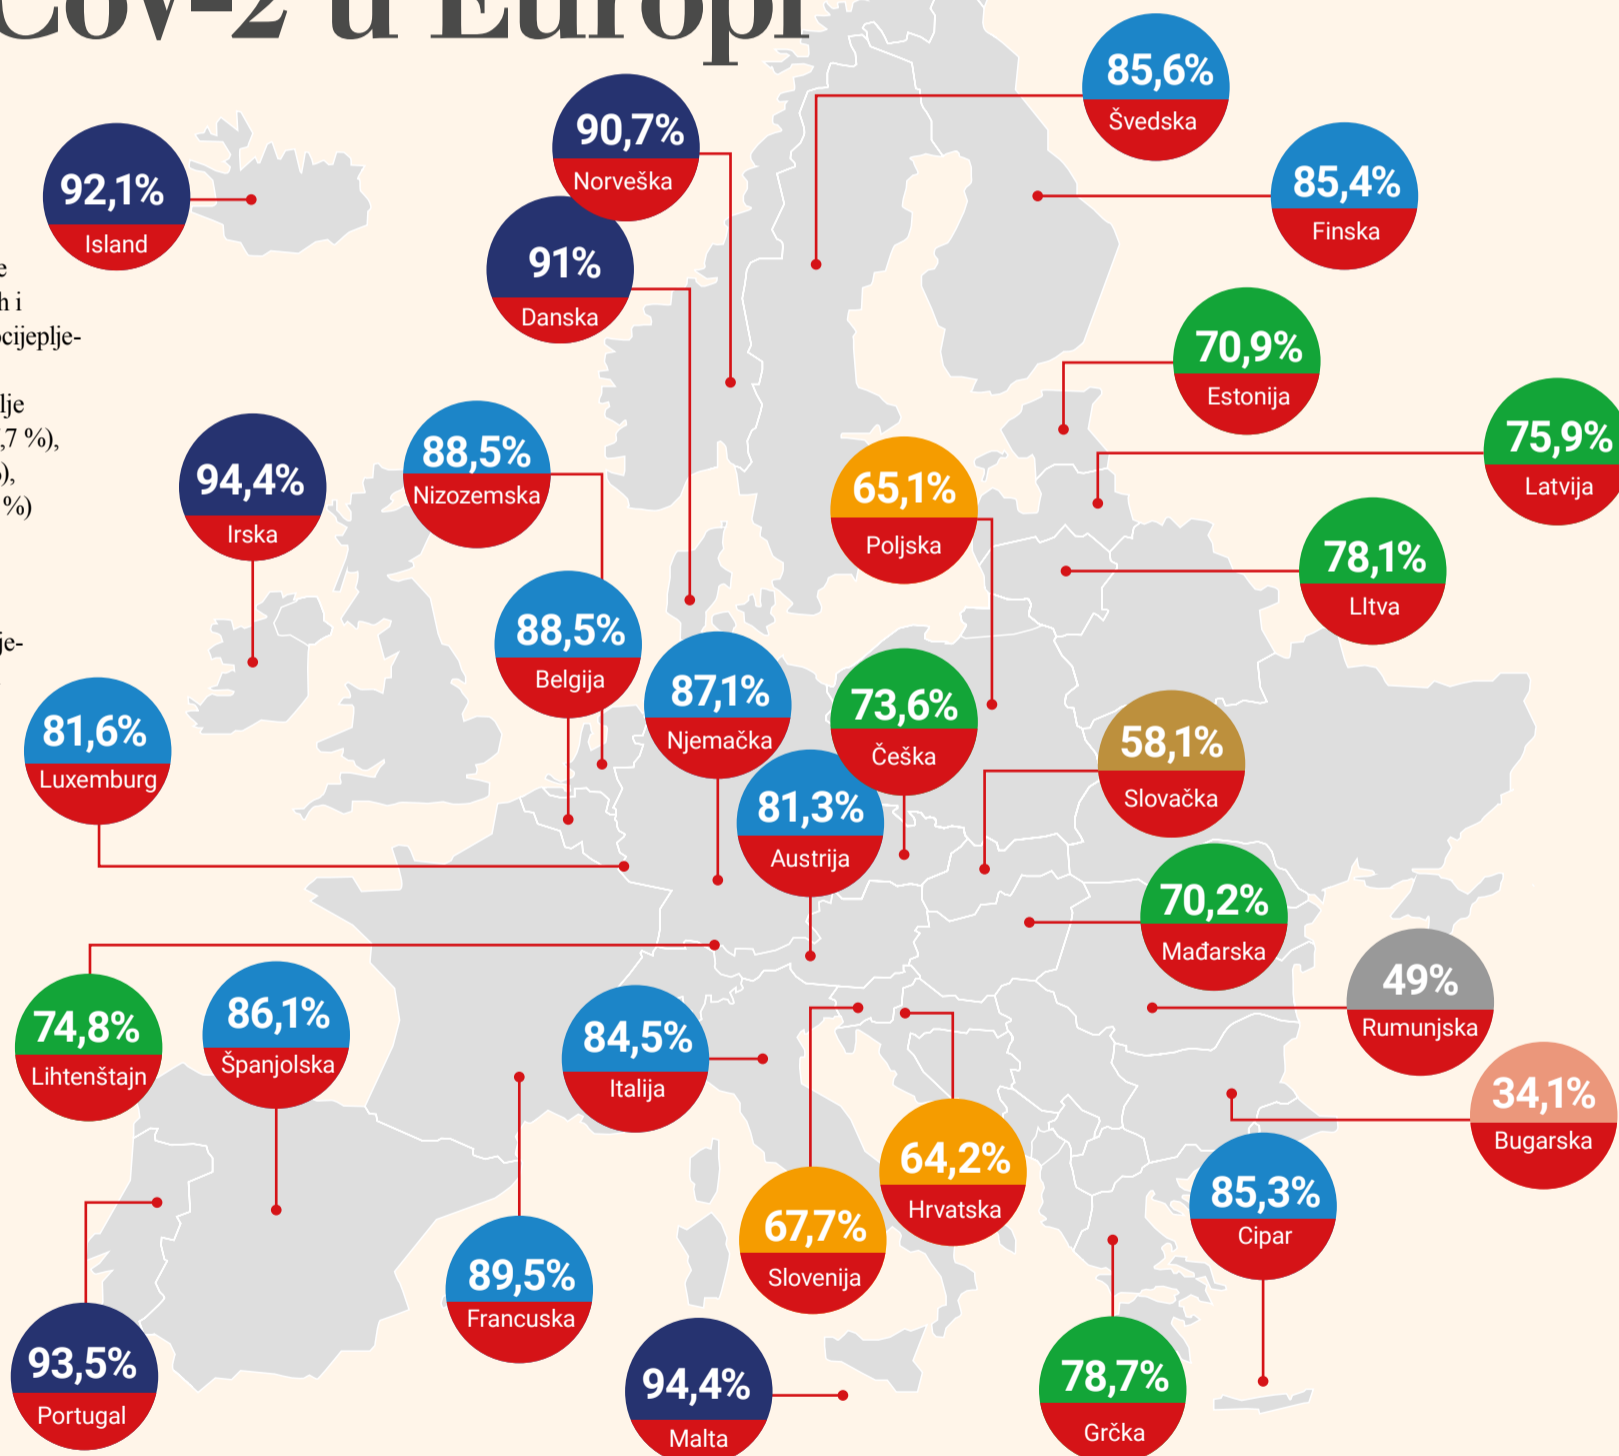 CoV-2 u Europi
85,6%
Švedska
90,7%
Norveška
92,1%
Island
85,4%
Finska
91%
Danska
h i
ocijeplje-
lje
,7 %),
%)
je-
70,9%
Estonija
75,9%
Latvija
88,5%
Nizozemska
94,4%
Irska
65,1%
Poljska
78,1%
LItva
88,5%
Belgija
87,1%
Njemačka
73,6%
Češka
81,6%
Luxemburg
58,1%
Slovačka
81,3%
Austrija
70,2%
Mađarska
49%
Rumunjska
74,8%
Lihtenštajn
86,1%
Španjolska
84,5%
Italija
34,1%
Bugarska
64,2%
Hrvatska
85,3%
Cipar
67,7%
Slovenija
89,5%
Francuska
93,5%
Portugal
94,4%
Malta
78,7%
Grčka